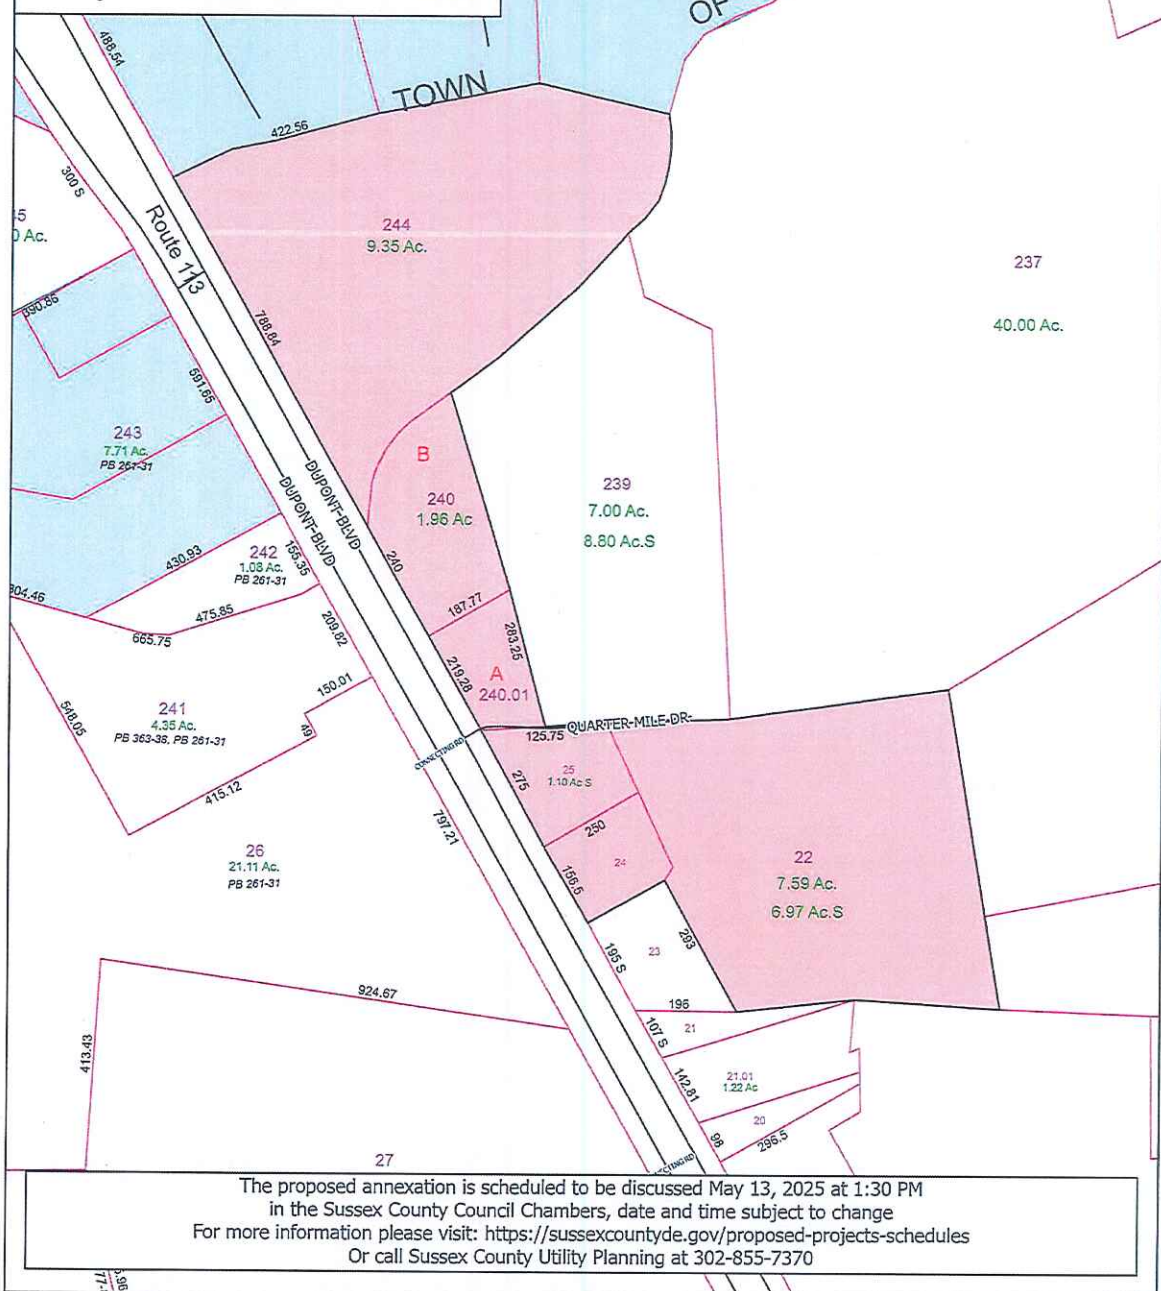 OF
TOWN
488.54
422.56
300 S
Route 113
244
9.35 Ac.
237
40.00 Ac.
390.86
788.84
591.65
243
7.71 Ac.
PB 261-31
B
240
1.96 Ac
239
7.00 Ac.
8.80 Ac.S
DUPONT BLVD
DUPONT BLVD
430.93
242
1.08 Ac.
PB 261-31
155.35
240
304.46
475.85
665.75
209.82
187.77
283.25
219.28
A
240.01
150.01
49
548.05
241
4.35 Ac.
PB 363-38, PB 261-31
415.12
CONNECTING RD
125.75
QUARTER MILE DR
25
1.10 Ac S
275
250
24
156.5
797.21
26
21.11 Ac.
PB 261-31
22
7.59 Ac.
6.97 Ac.S
293
195 S
23
196
924.67
413.43
107 S
21
21.01
1.22 Ac
142.81
20
98
296.5
27
The proposed annexation is scheduled to be discussed May 13, 2025 at 1:30 PM
in the Sussex County Council Chambers, date and time subject to change
For more information please visit: https://sussexcountyde.gov/proposed-projects-schedules
Or call Sussex County Utility Planning at 302-855-7370